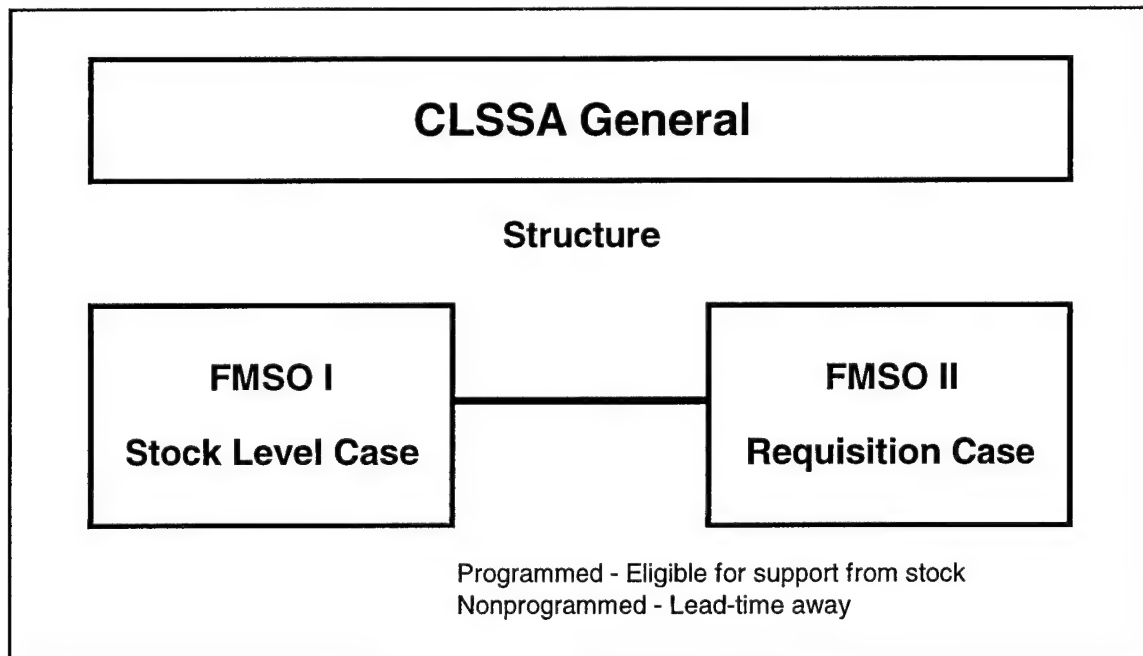 CLSSA General
Structure
FMSO I
Stock Level Case
FMSO II
Requisition Case
Programmed - Eligible for support from stock
Nonprogrammed - Lead-time away